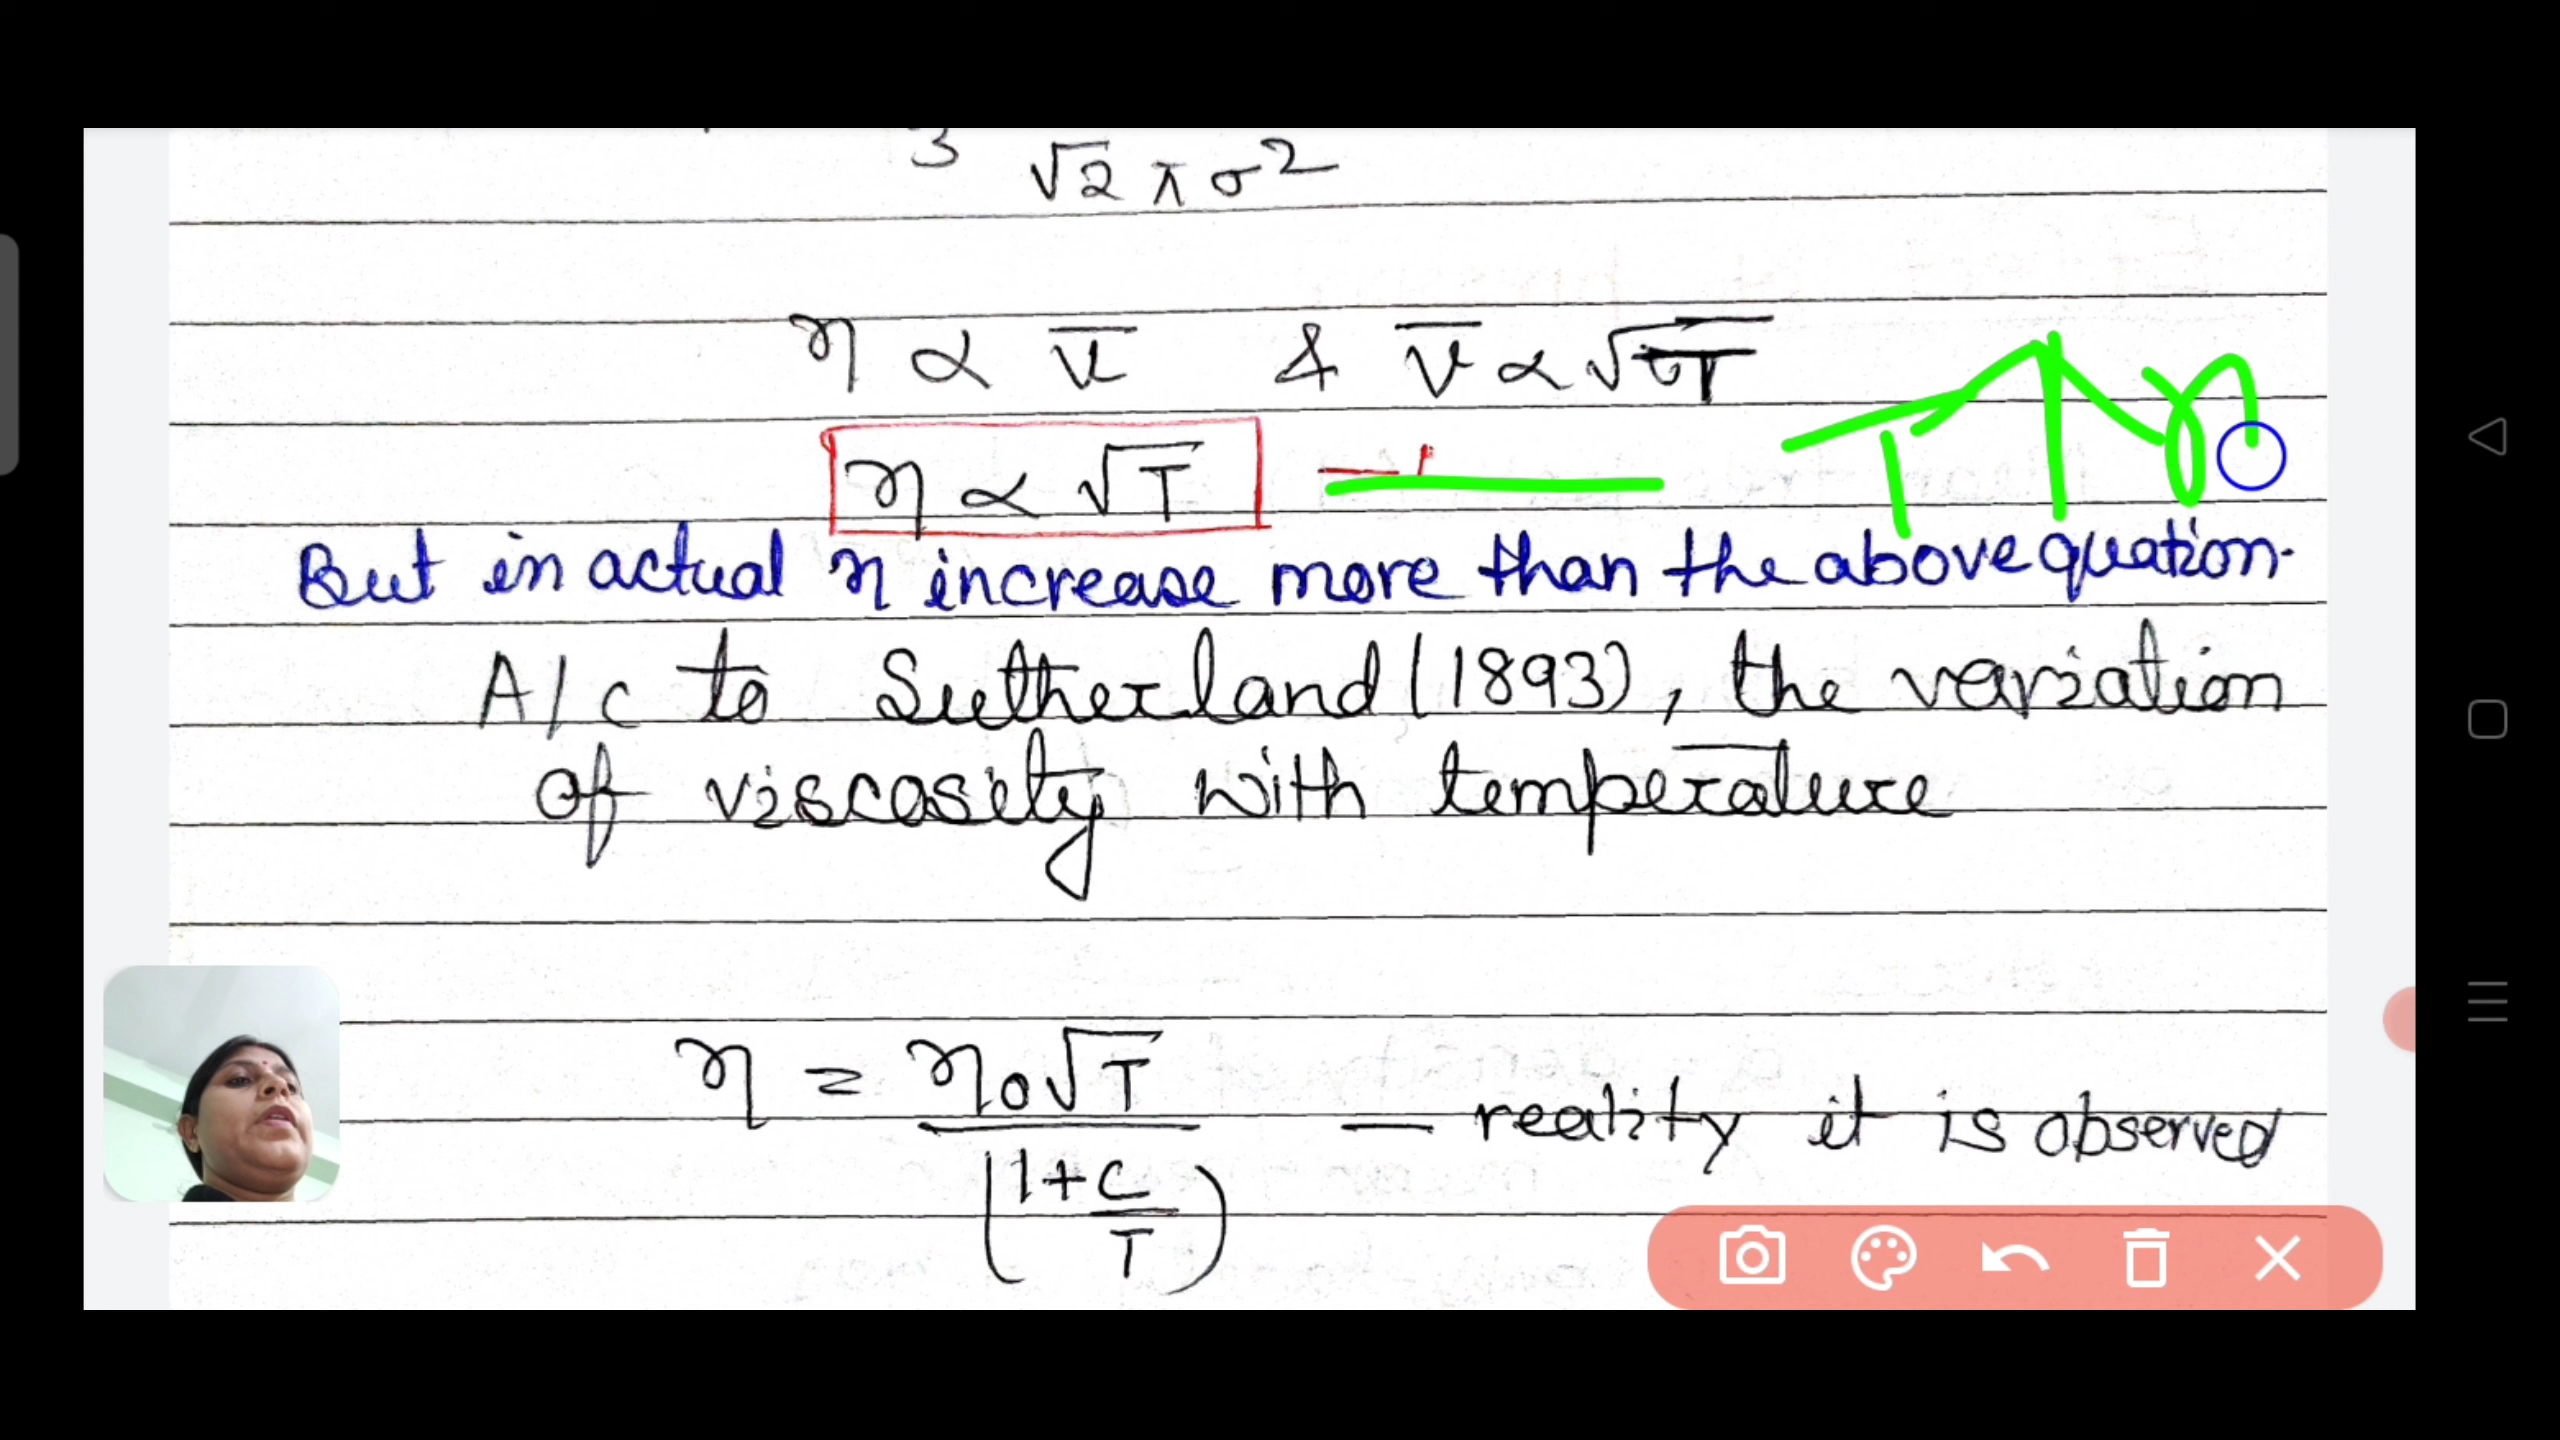 3 √2 π σ²
η ∝ v̅ & v̅ ∝ √T
η ∝ √T
T ↑ η
But in actual η increase more than the above quation.
A/c to Sutherland (1893), the variation
of viscosity with temperature
η = η₀√T / (1 + C/T) — reality it is observed